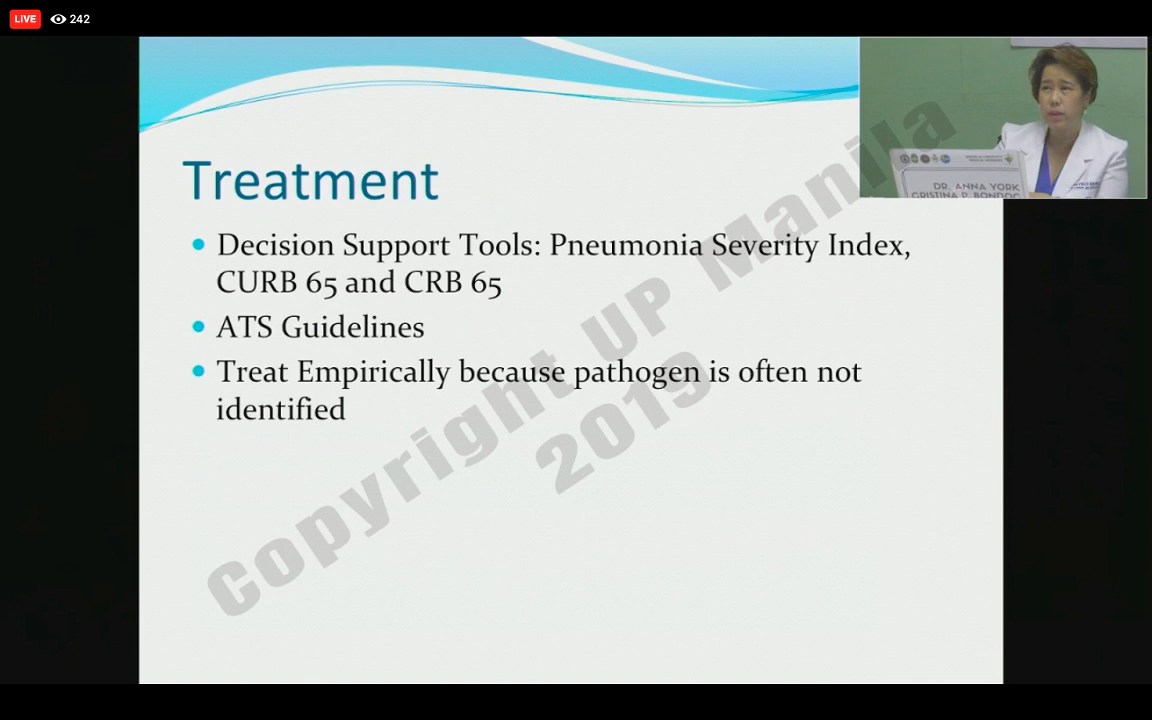 LIVE 242
Treatment
Decision Support Tools: Pneumonia Severity Index,
CURB 65 and CRB 65
ATS Guidelines
Treat Empirically because pathogen is often not
identified
Copyright UP Manila
2019
DR. ANNA YORK
CRISTINA P. BONDOC